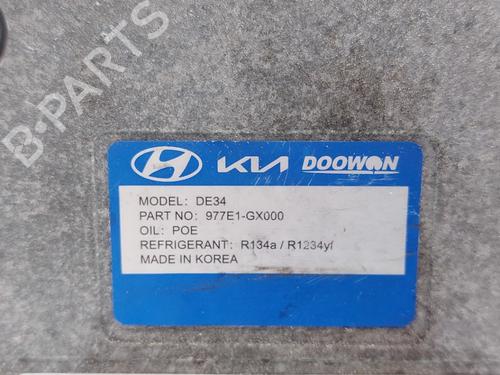 B-PARTS
KIA DOOWON
MODEL: DE34
PART NO: 977E1-GX000
OIL: POE
REFRIGERANT: R134a / R1234yf
MADE IN KOREA